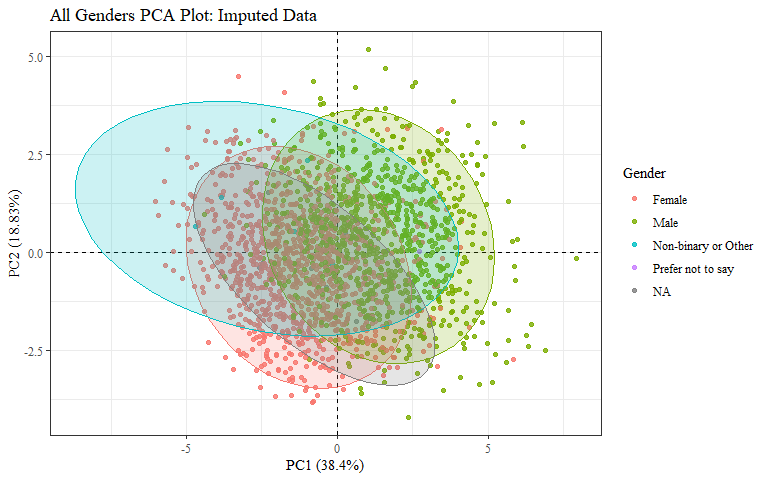 All Genders PCA Plot: Imputed Data
5.0
2.5
0.0
-2.5
PC2 (18.83%)
-5
0
5
PC1 (38.4%)
Gender
Female
Male
Non-binary or Other
Prefer not to say
NA